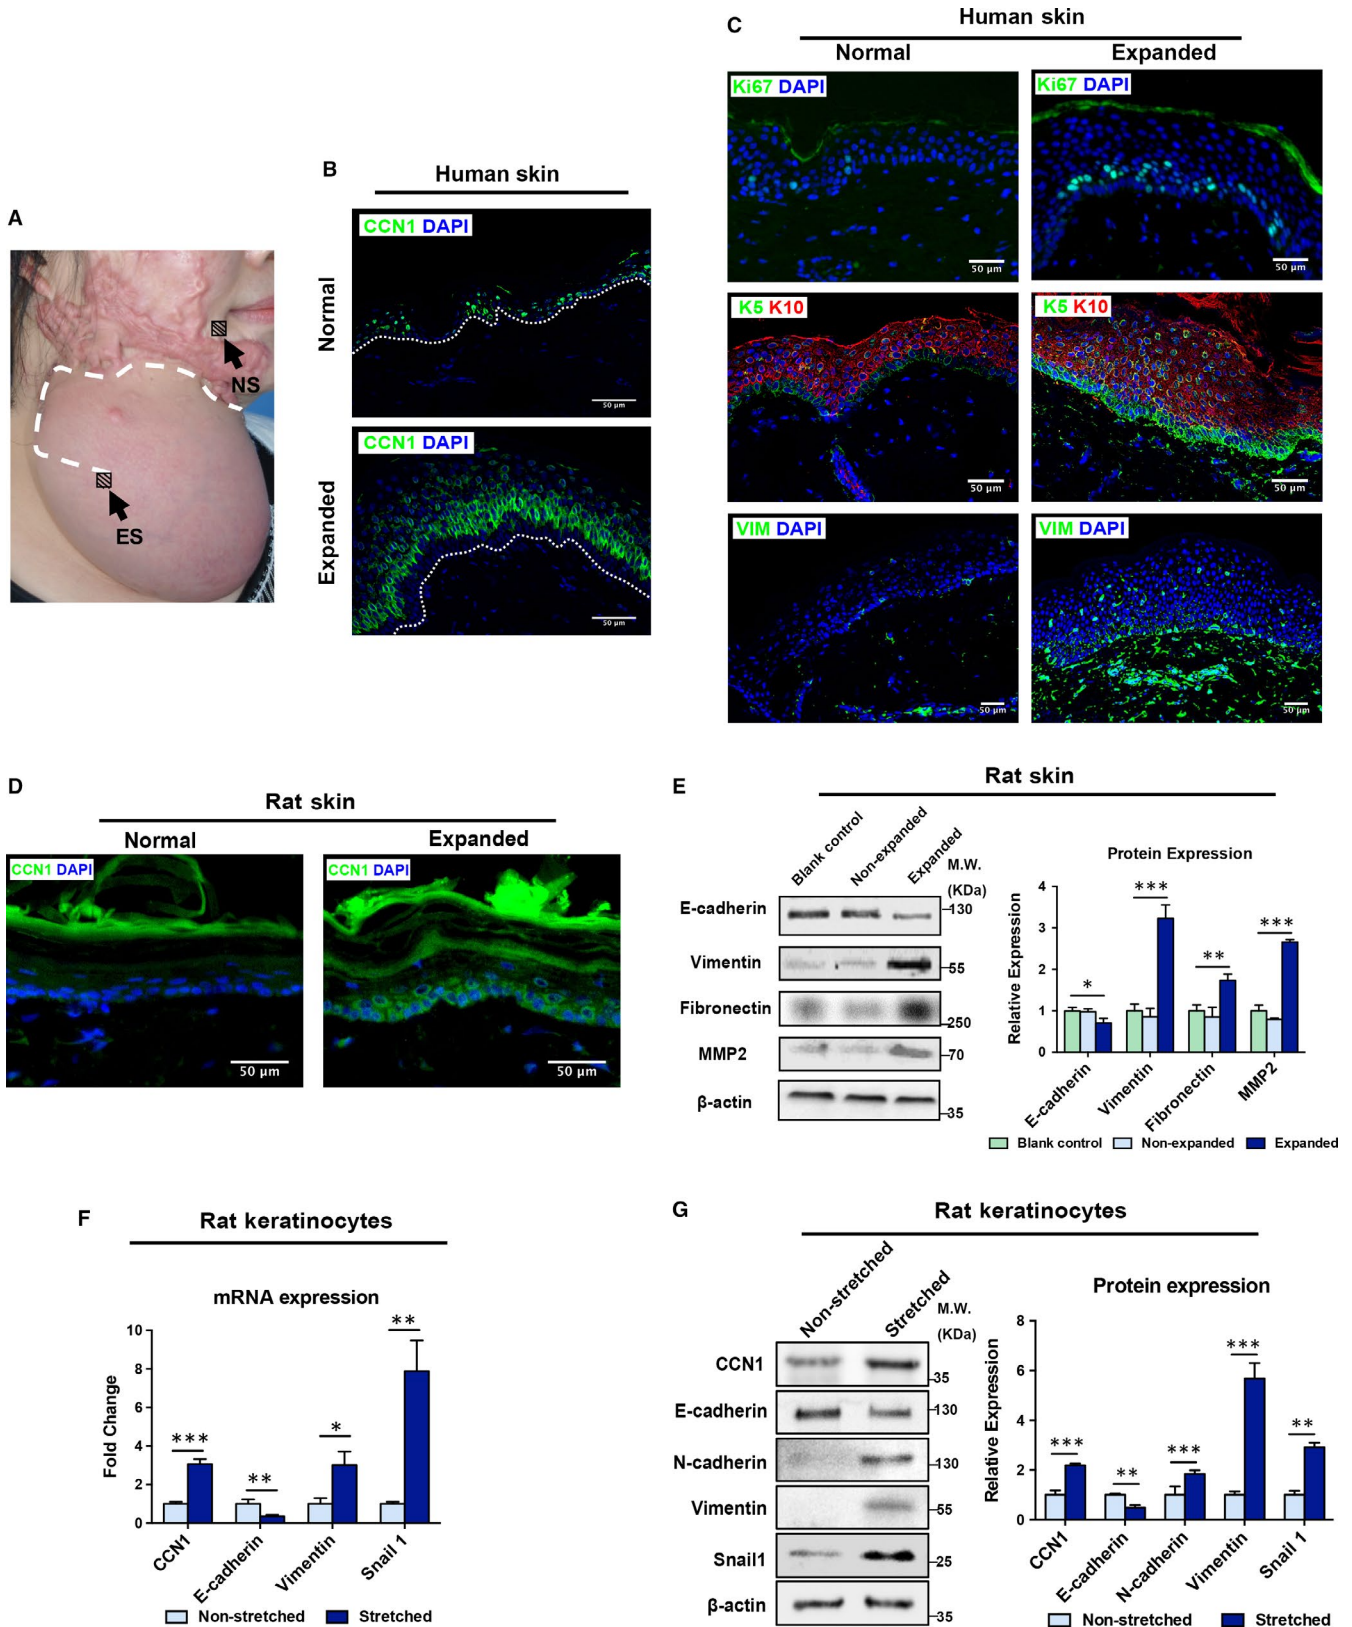 A
NS
ES
B
Human skin
Normal
CCN1 DAPI
50 μm
Expanded
CCN1 DAPI
50 μm
C
Human skin
Normal
Expanded
Ki67 DAPI
50 μm
Ki67 DAPI
50 μm
K5 K10
50 μm
K5 K10
50 μm
VIM DAPI
50 μm
VIM DAPI
50 μm
D
Rat skin
Normal
Expanded
CCN1 DAPI
50 μm
CCN1 DAPI
50 μm
E
Rat skin
Blank control
Non-expanded
Expanded
M.W.
(KDa)
E-cadherin
130
Vimentin
55
Fibronectin
250
MMP2
70
β-actin
35
Protein Expression
Relative Expression
4
3
2
1
0
*
***
**
***
E-cadherin
Vimentin
Fibronectin
MMP2
Blank control
Non-expanded
Expanded
F
Rat keratinocytes
mRNA expression
Fold Change
10
8
6
4
2
0
***
**
*
**
CCN1
E-cadherin
Vimentin
Snail 1
Non-stretched
Stretched
G
Rat keratinocytes
Non-stretched
Stretched
M.W.
(KDa)
CCN1
35
E-cadherin
130
N-cadherin
130
Vimentin
55
Snail1
25
β-actin
35
Protein expression
Relative Expression
8
6
4
2
0
***
**
***
***
**
CCN1
E-cadherin
N-cadherin
Vimentin
Snail 1
Non-stretched
Stretched